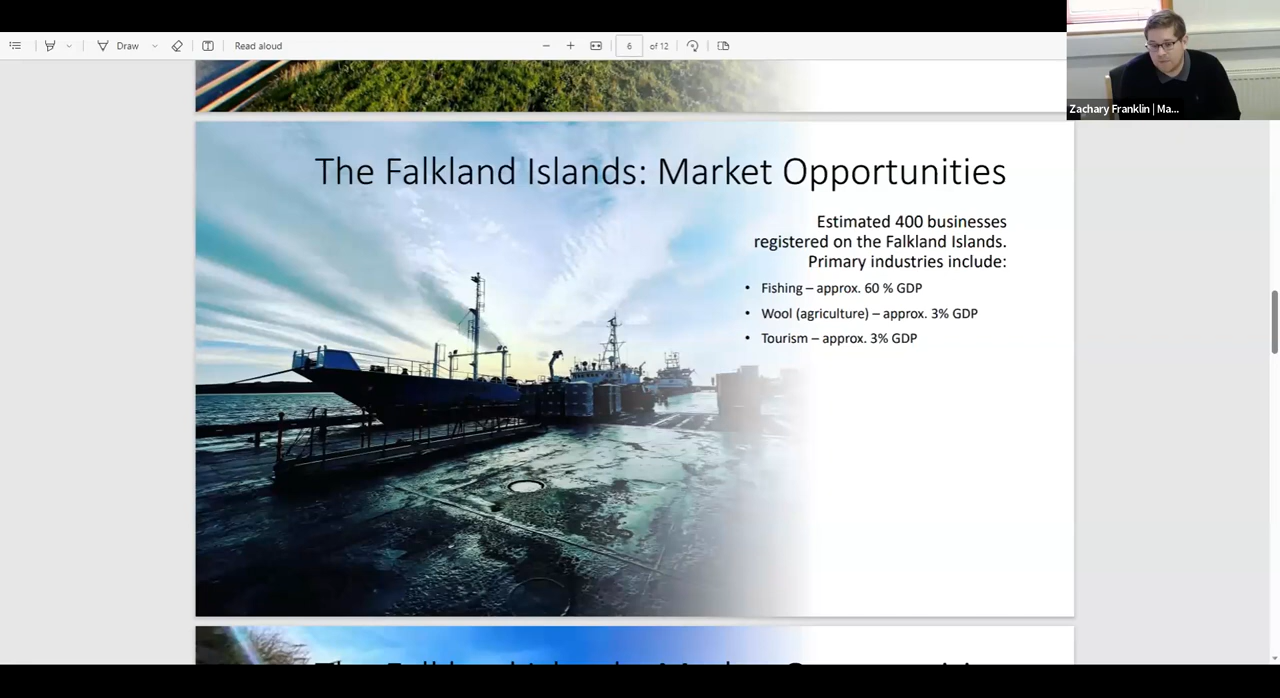 Draw
Read aloud
6
of 12
Zachary Franklin | Ma...
The Falkland Islands: Market Opportunities
Estimated 400 businesses
registered on the Falkland Islands.
Primary industries include:
• Fishing – approx. 60 % GDP
• Wool (agriculture) – approx. 3% GDP
• Tourism – approx. 3% GDP